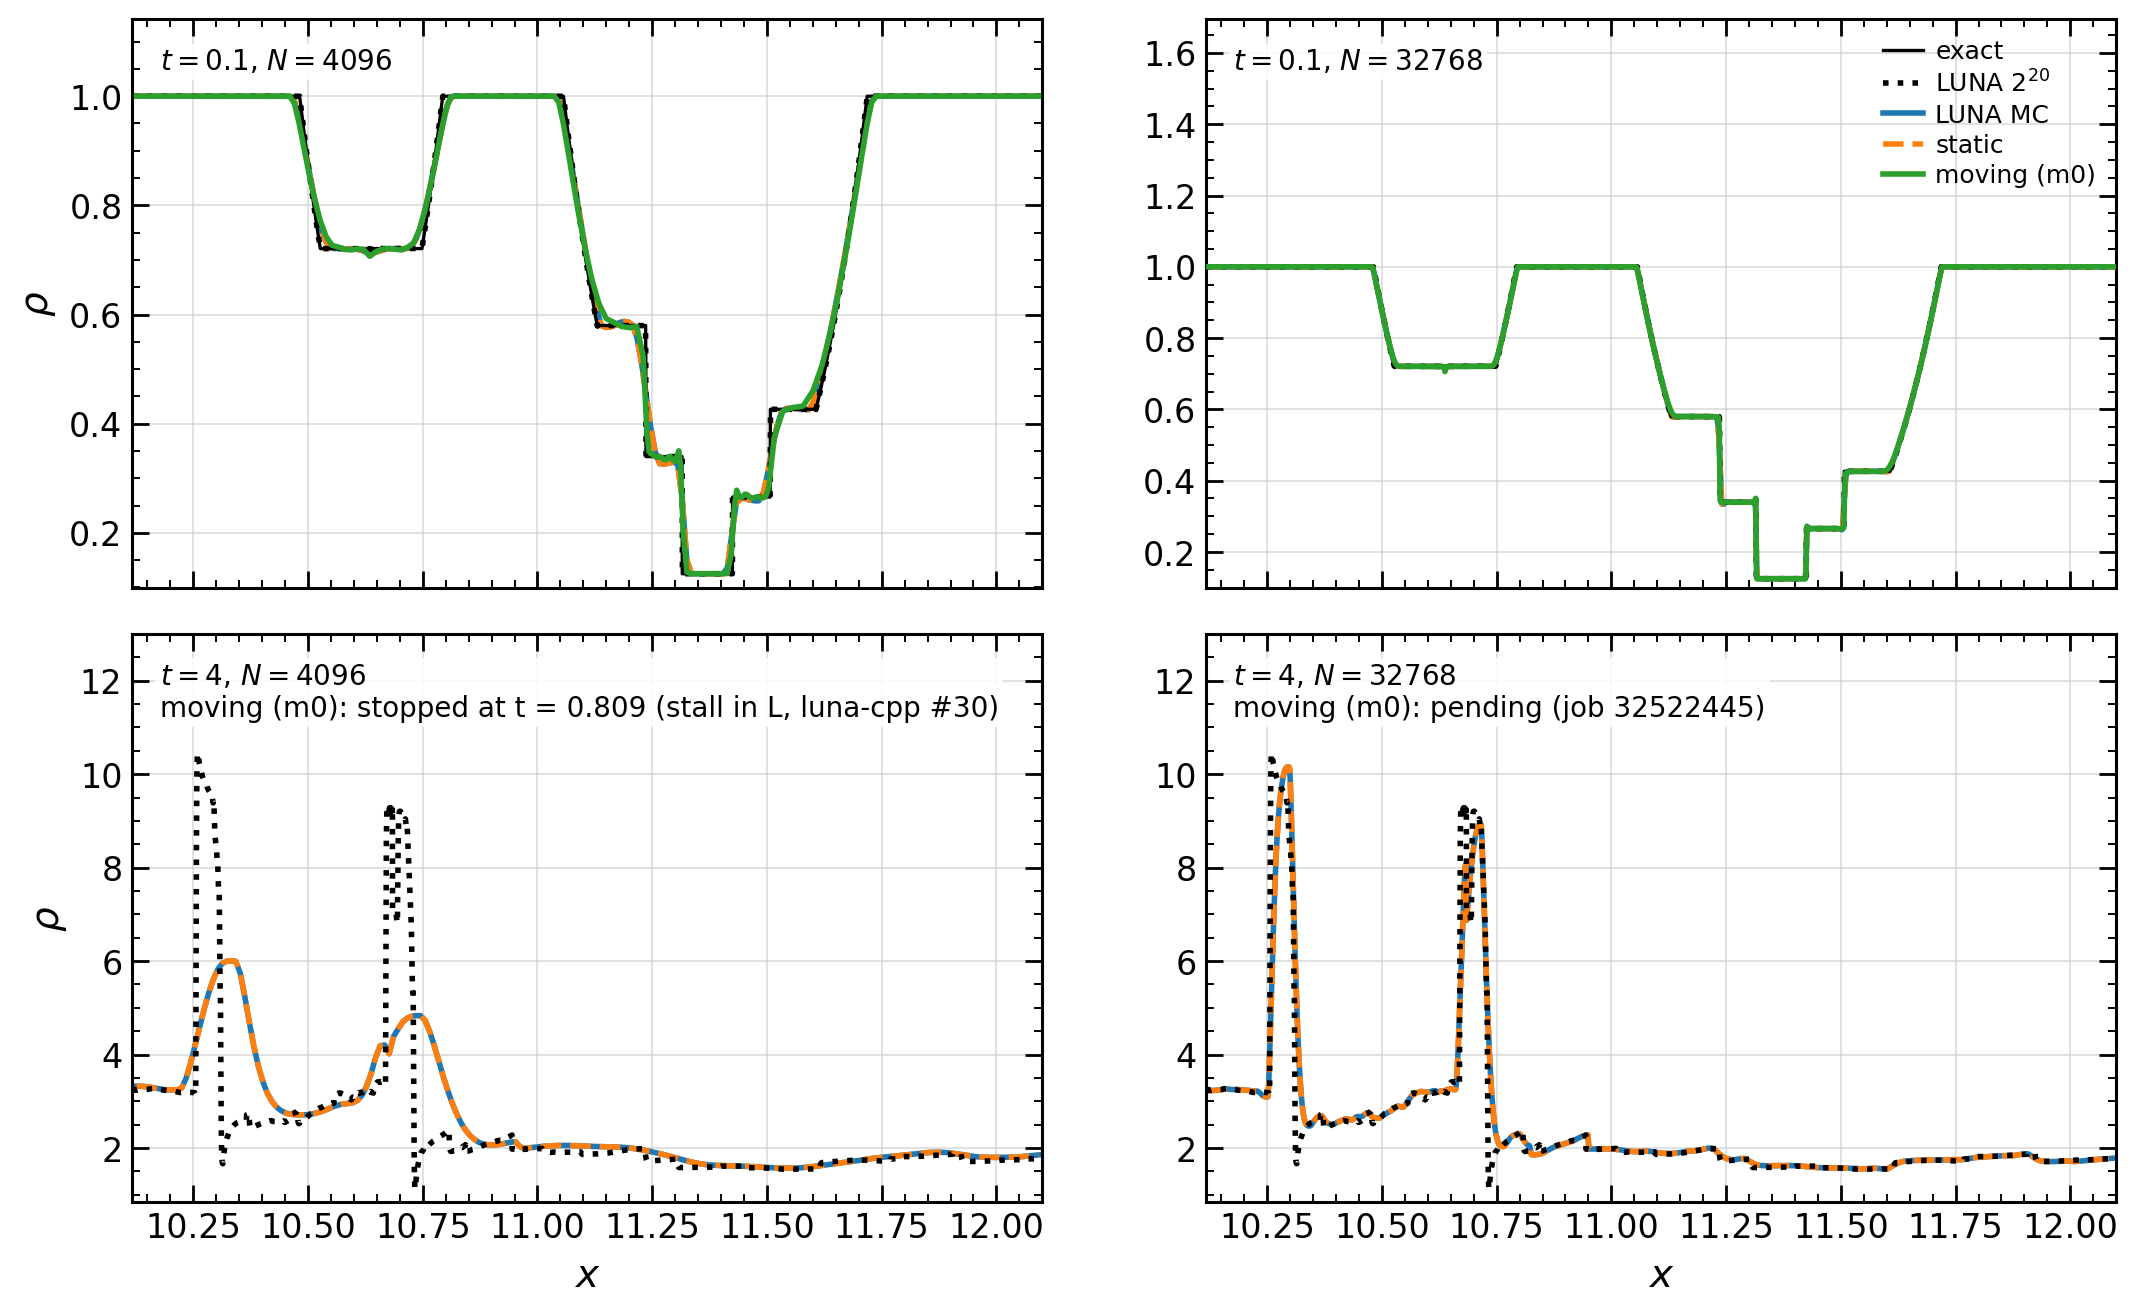 t = 0.1, N = 4096
ρ
1.0
0.8
0.6
0.4
0.2
t = 0.1, N = 32768
exact
LUNA 2^20
LUNA MC
static
moving (m0)
1.6
1.4
1.2
1.0
0.8
0.6
0.4
0.2
t = 4, N = 4096
moving (m0): stopped at t = 0.809 (stall in L, luna-cpp #30)
ρ
12
10
8
6
4
2
10.25 10.50 10.75 11.00 11.25 11.50 11.75 12.00
x
t = 4, N = 32768
moving (m0): pending (job 32522445)
12
10
8
6
4
2
10.25 10.50 10.75 11.00 11.25 11.50 11.75 12.00
x